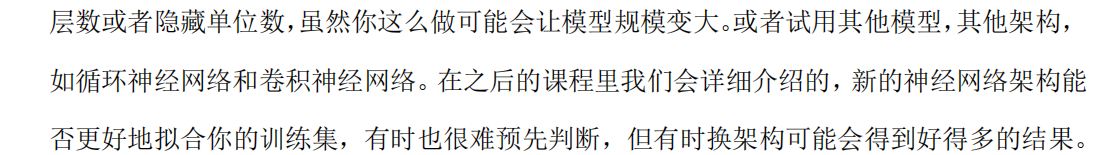 层数或者隐藏单位数，虽然你这么做可能会让模型规模变大。或者试用其他模型，其他架构，
如循环神经网络和卷积神经网络。在之后的课程里我们会详细介绍的，新的神经网络架构能
否更好地拟合你的训练集，有时也很难预先判断，但有时换架构可能会得到好得多的结果。